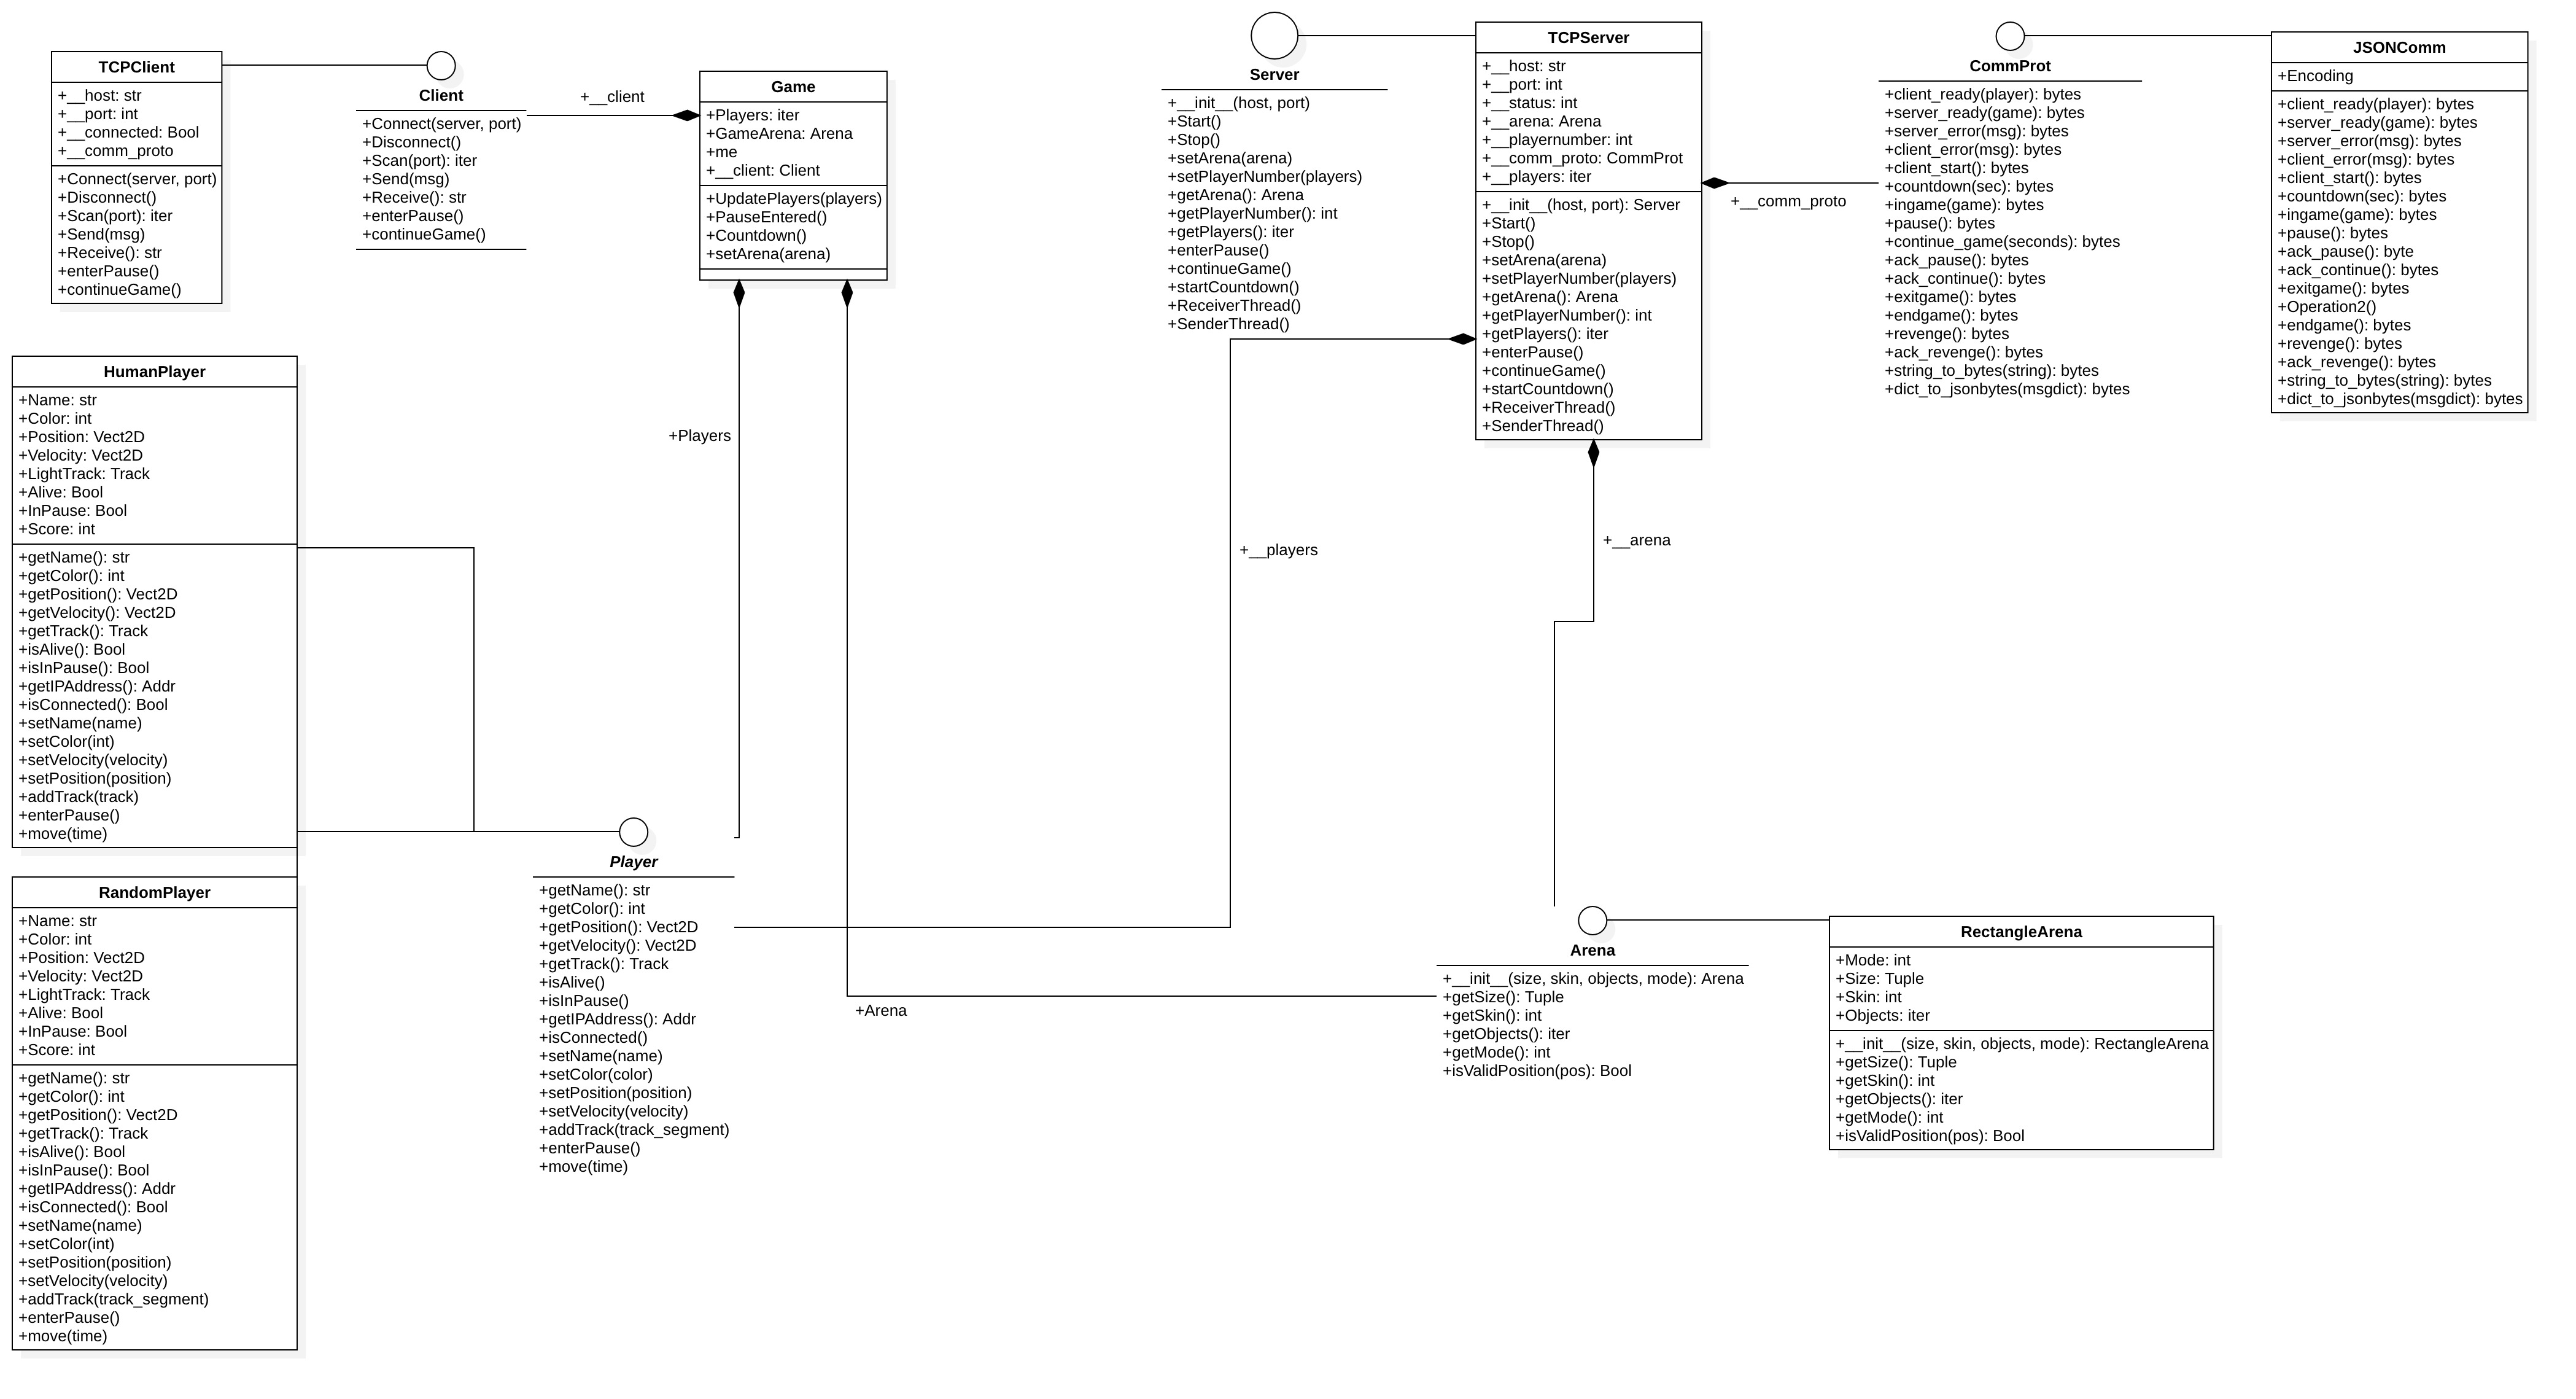 TCPClient
+__host: str
+__port: int
+__connected: Bool
+__comm_proto
+Connect(server, port)
+Disconnect()
+Scan(port): iter
+Send(msg)
+Receive(): str
+enterPause()
+continueGame()
Client
+Connect(server, port)
+Disconnect()
+Scan(port): iter
+Send(msg)
+Receive(): str
+enterPause()
+continueGame()
+__client
Game
+Players: iter
+GameArena: Arena
+me
+__client: Client
+UpdatePlayers(players)
+PauseEntered()
+Countdown()
+setArena(arena)
Server
+__init__(host, port)
+Start()
+Stop()
+setArena(arena)
+setPlayerNumber(players)
+getArena(): Arena
+getPlayerNumber(): int
+getPlayers(): iter
+enterPause()
+continueGame()
+startCountdown()
+ReceiverThread()
+SenderThread()
TCPServer
+__host: str
+__port: int
+__status: int
+__arena: Arena
+__playernumber: int
+__comm_proto: CommProt
+__players: iter
+__init__(host, port): Server
+Start()
+Stop()
+setArena(arena)
+setPlayerNumber(players)
+getArena(): Arena
+getPlayerNumber(): int
+getPlayers(): iter
+enterPause()
+continueGame()
+startCountdown()
+ReceiverThread()
+SenderThread()
+__comm_proto
CommProt
+client_ready(player): bytes
+server_ready(game): bytes
+server_error(msg): bytes
+client_error(msg): bytes
+client_start(): bytes
+countdown(sec): bytes
+ingame(game): bytes
+pause(): bytes
+continue_game(seconds): bytes
+ack_pause(): bytes
+ack_continue(): bytes
+exitgame(): bytes
+endgame(): bytes
+revenge(): bytes
+ack_revenge(): bytes
+string_to_bytes(string): bytes
+dict_to_jsonbytes(msgdict): bytes
JSONComm
+Encoding
+client_ready(player): bytes
+server_ready(game): bytes
+server_error(msg): bytes
+client_error(msg): bytes
+client_start(): bytes
+countdown(sec): bytes
+ingame(game): bytes
+pause(): bytes
+ack_pause(): byte
+ack_continue(): bytes
+exitgame(): bytes
+Operation2()
+endgame(): bytes
+revenge(): bytes
+ack_revenge(): bytes
+string_to_bytes(string): bytes
+dict_to_jsonbytes(msgdict): bytes
HumanPlayer
+Name: str
+Color: int
+Position: Vect2D
+Velocity: Vect2D
+LightTrack: Track
+Alive: Bool
+InPause: Bool
+Score: int
+getName(): str
+getColor(): int
+getPosition(): Vect2D
+getVelocity(): Vect2D
+getTrack(): Track
+isAlive(): Bool
+isInPause(): Bool
+getIPAddress(): Addr
+isConnected(): Bool
+setName(name)
+setColor(int)
+setVelocity(velocity)
+setPosition(position)
+addTrack(track)
+enterPause()
+move(time)
+Players
+__players
+__arena
RandomPlayer
+Name: str
+Color: int
+Position: Vect2D
+Velocity: Vect2D
+LightTrack: Track
+Alive: Bool
+InPause: Bool
+Score: int
+getName(): str
+getColor(): int
+getPosition(): Vect2D
+getTrack(): Track
+isAlive(): Bool
+isInPause(): Bool
+getIPAddress(): Addr
+isConnected(): Bool
+setName(name)
+setColor(int)
+setPosition(position)
+setVelocity(velocity)
+addTrack(track_segment)
+enterPause()
+move(time)
Player
+getName(): str
+getColor(): int
+getPosition(): Vect2D
+getVelocity(): Vect2D
+getTrack(): Track
+isAlive()
+isInPause()
+getIPAddress(): Addr
+isConnected()
+setName(name)
+setColor(color)
+setPosition(position)
+setVelocity(velocity)
+addTrack(track_segment)
+enterPause()
+move(time)
+Arena
Arena
+__init__(size, skin, objects, mode): Arena
+getSize(): Tuple
+getSkin(): int
+getObjects(): iter
+getMode(): int
+isValidPosition(pos): Bool
RectangleArena
+Mode: int
+Size: Tuple
+Skin: int
+Objects: iter
+__init__(size, skin, objects, mode): RectangleArena
+getSize(): Tuple
+getSkin(): int
+getObjects(): iter
+getMode(): int
+isValidPosition(pos): Bool